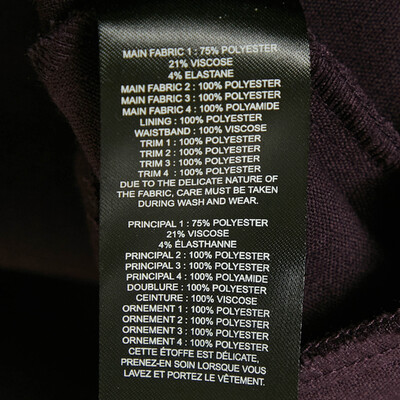 MAIN FABRIC 1 : 75% POLYESTER
21% VISCOSE
4% ELASTANE
MAIN FABRIC 2 : 100% POLYESTER
MAIN FABRIC 3 : 100% POLYESTER
MAIN FABRIC 4 : 100% POLYAMIDE
LINING : 100% POLYESTER
WAISTBAND : 100% VISCOSE
TRIM 1 : 100% POLYESTER
TRIM 2 : 100% POLYESTER
TRIM 3 : 100% POLYESTER
TRIM 4 : 100% POLYESTER
DUE TO THE DELICATE NATURE OF
THE FABRIC, CARE MUST BE TAKEN
DURING WASH AND WEAR.
PRINCIPAL 1 : 75% POLYESTER
21% VISCOSE
4% ÉLASTHANNE
PRINCIPAL 2 : 100% POLYESTER
PRINCIPAL 3 : 100% POLYESTER
PRINCIPAL 4 : 100% POLYAMIDE
DOUBLURE : 100% POLYESTER
CEINTURE : 100% VISCOSE
ORNEMENT 1 : 100% POLYESTER
ORNEMENT 2 : 100% POLYESTER
ORNEMENT 3 : 100% POLYESTER
ORNEMENT 4 : 100% POLYESTER
CETTE ÉTOFFE EST DÉLICATE,
PRENEZ-EN SOIN LORSQUE VOUS
LAVEZ ET PORTEZ LE VÊTEMENT.